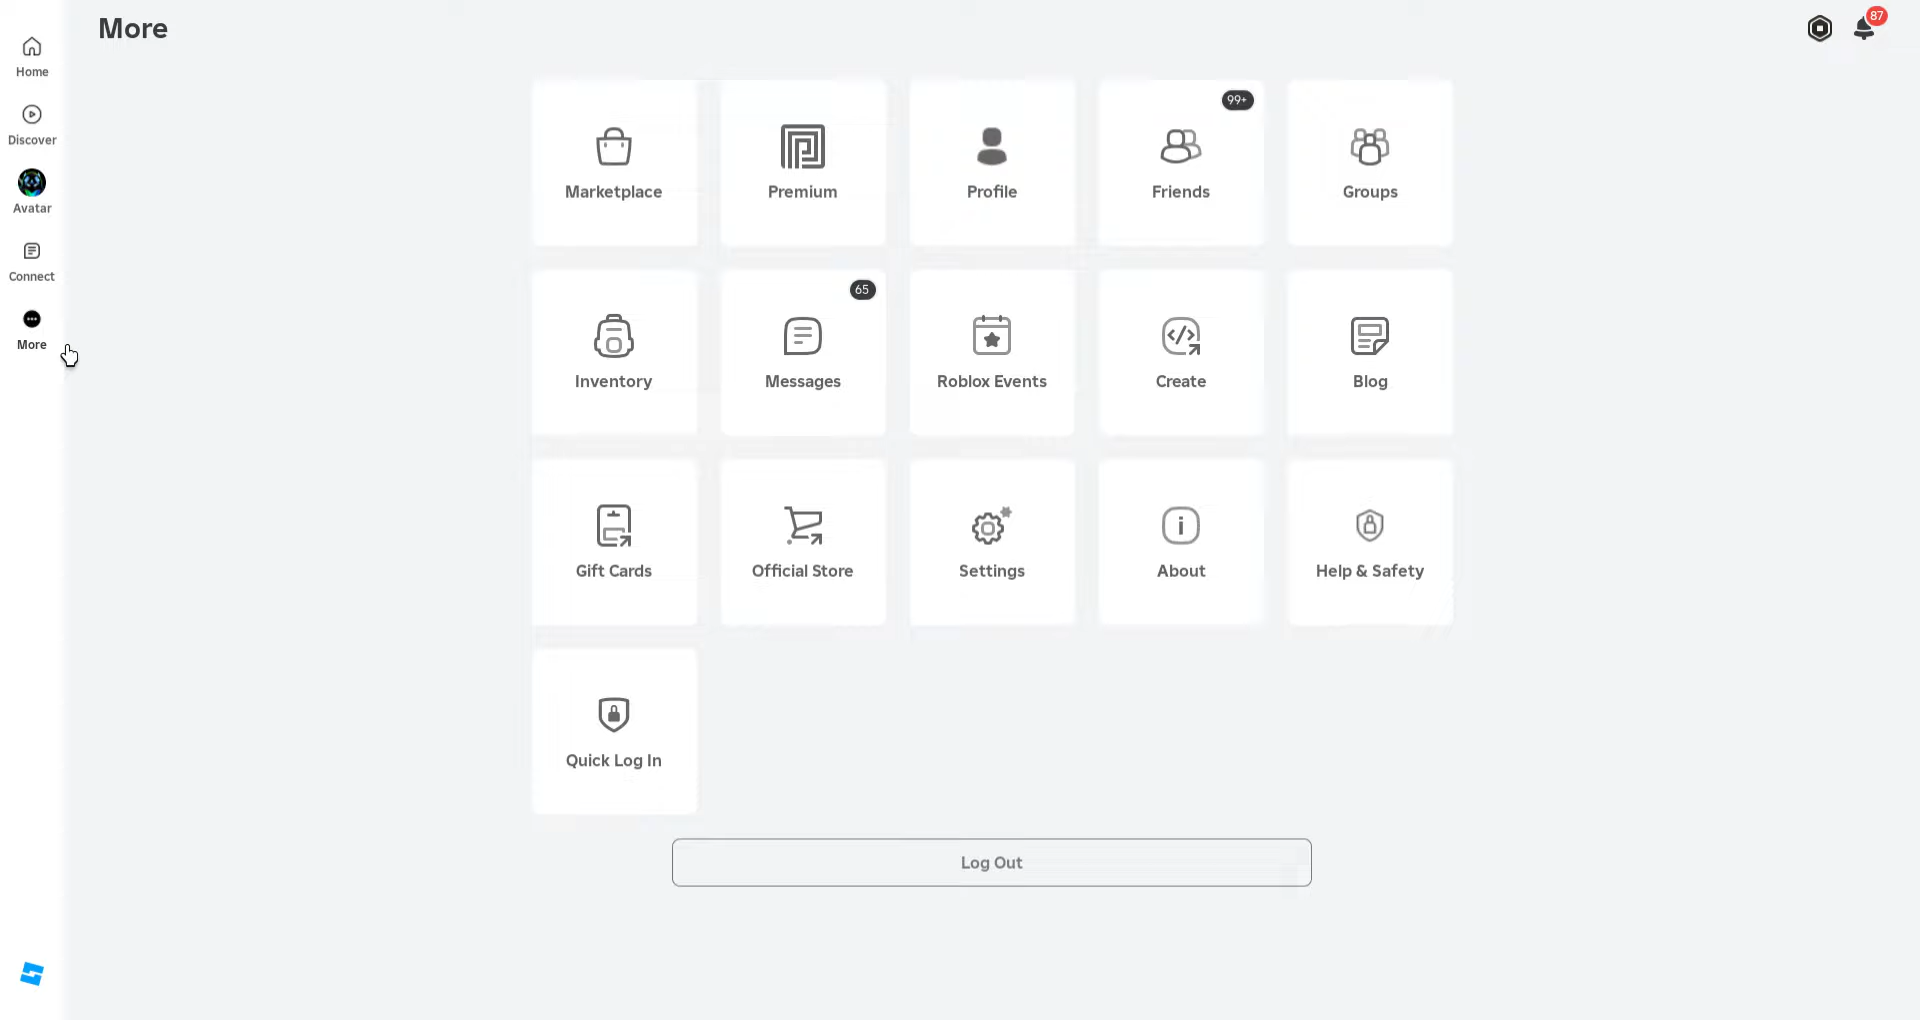 More
87
Home
Discover
Avatar
Connect
More
Marketplace
Premium
Profile
99+
Friends
Groups
Inventory
65
Messages
Roblox Events
Create
Blog
Gift Cards
Official Store
Settings
About
Help & Safety
Quick Log In
Log Out